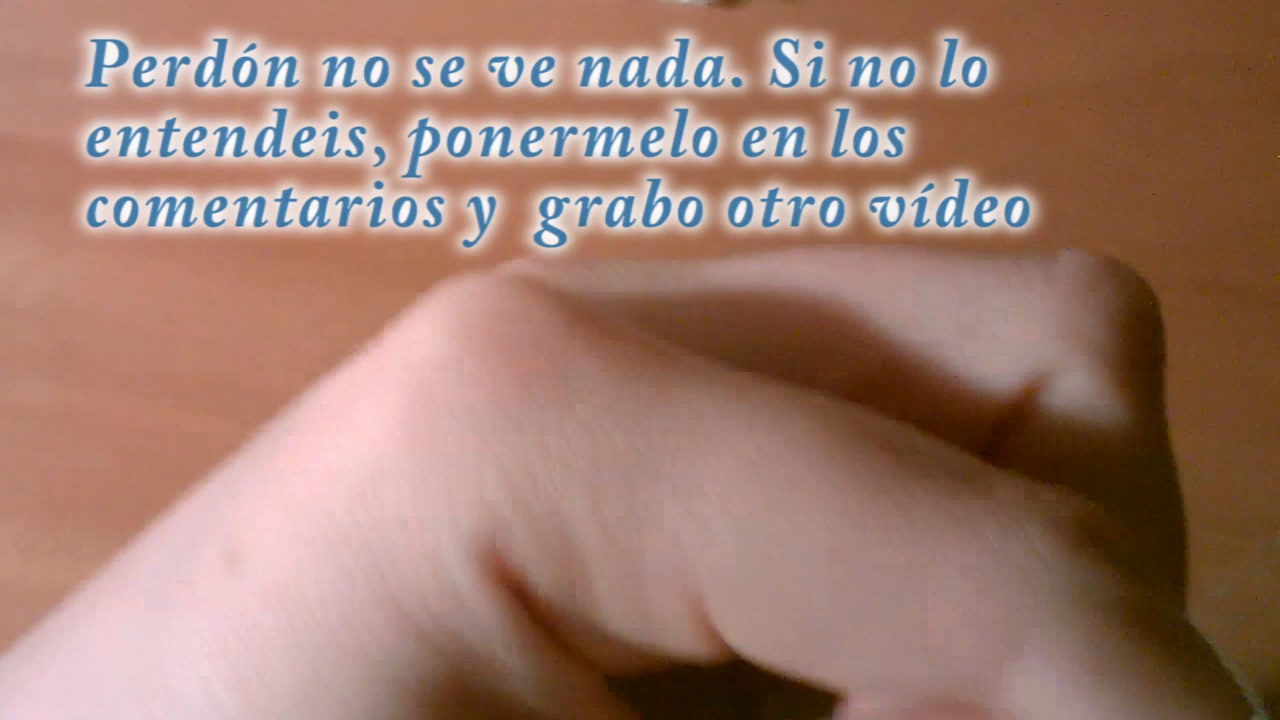 Perdón no se ve nada. Si no lo
entendeis, ponermelo en los
comentarios y  grabo otro vídeo